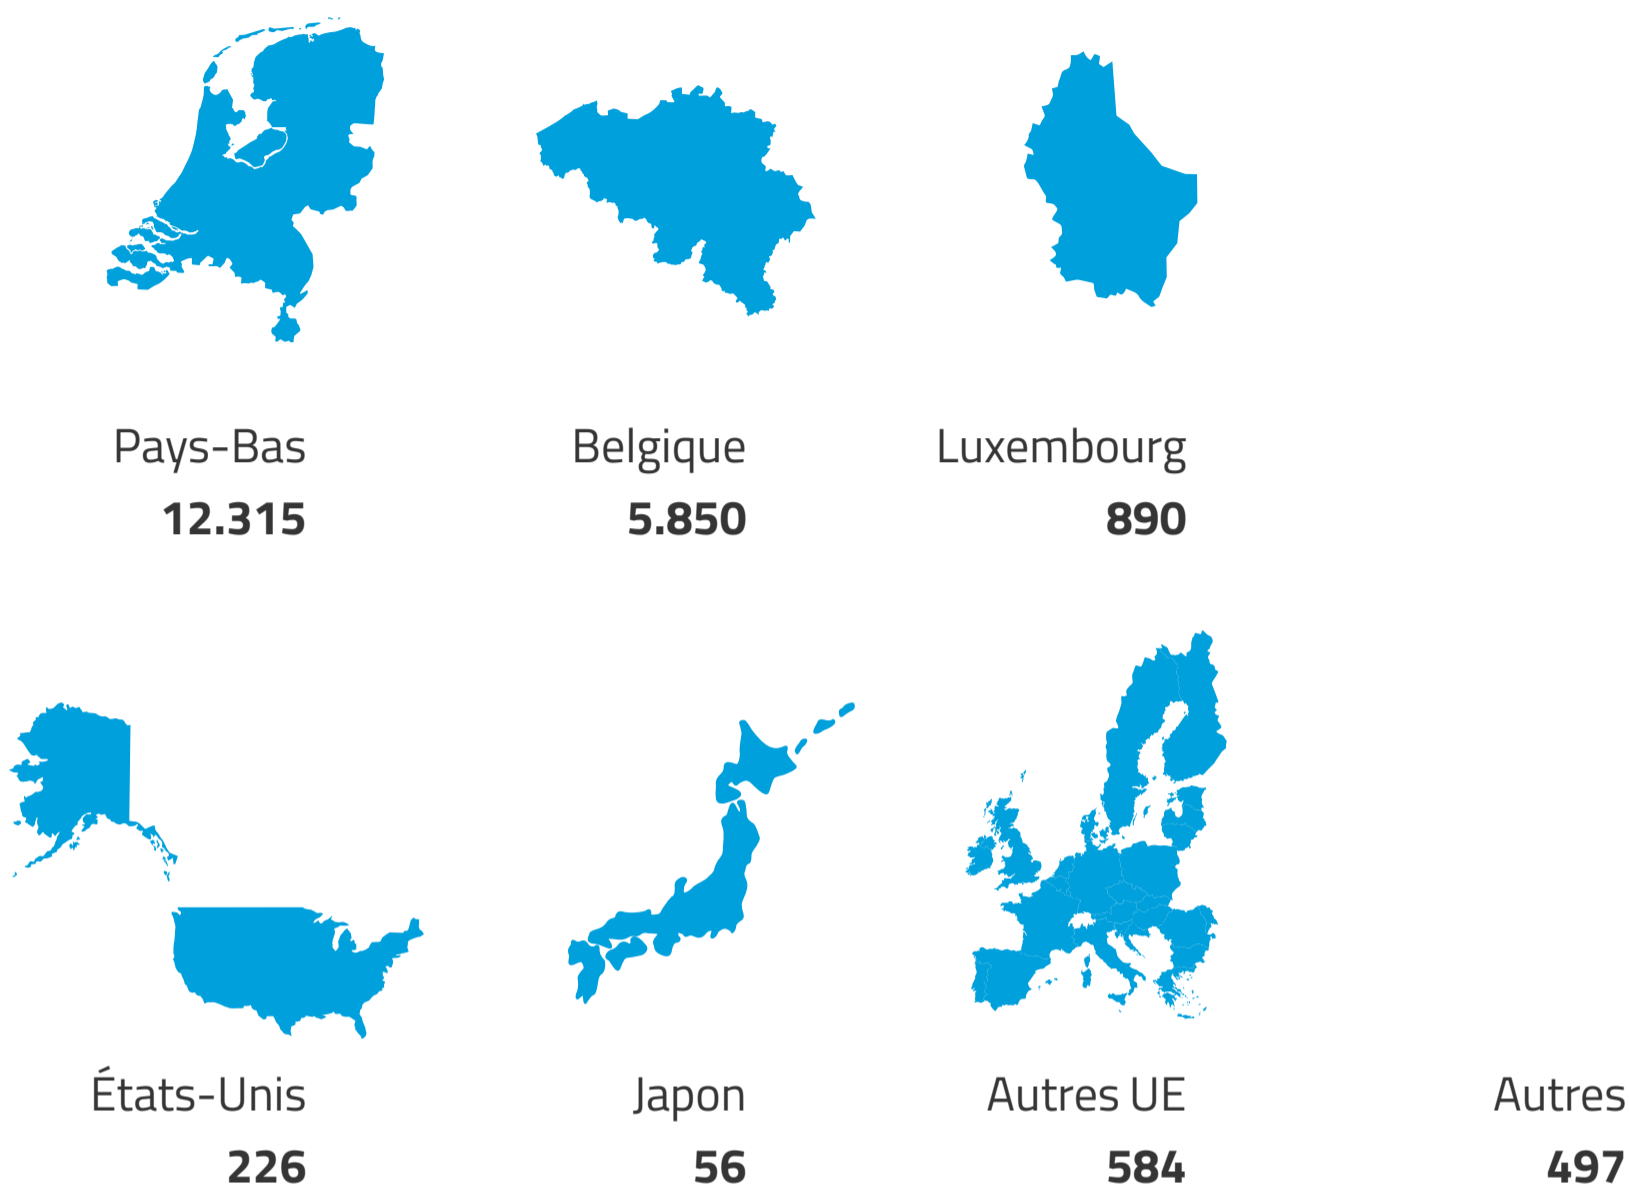 Pays-Bas
12.315
Belgique
5.850
Luxembourg
890
États-Unis
226
Japon
56
Autres UE
584
Autres
497